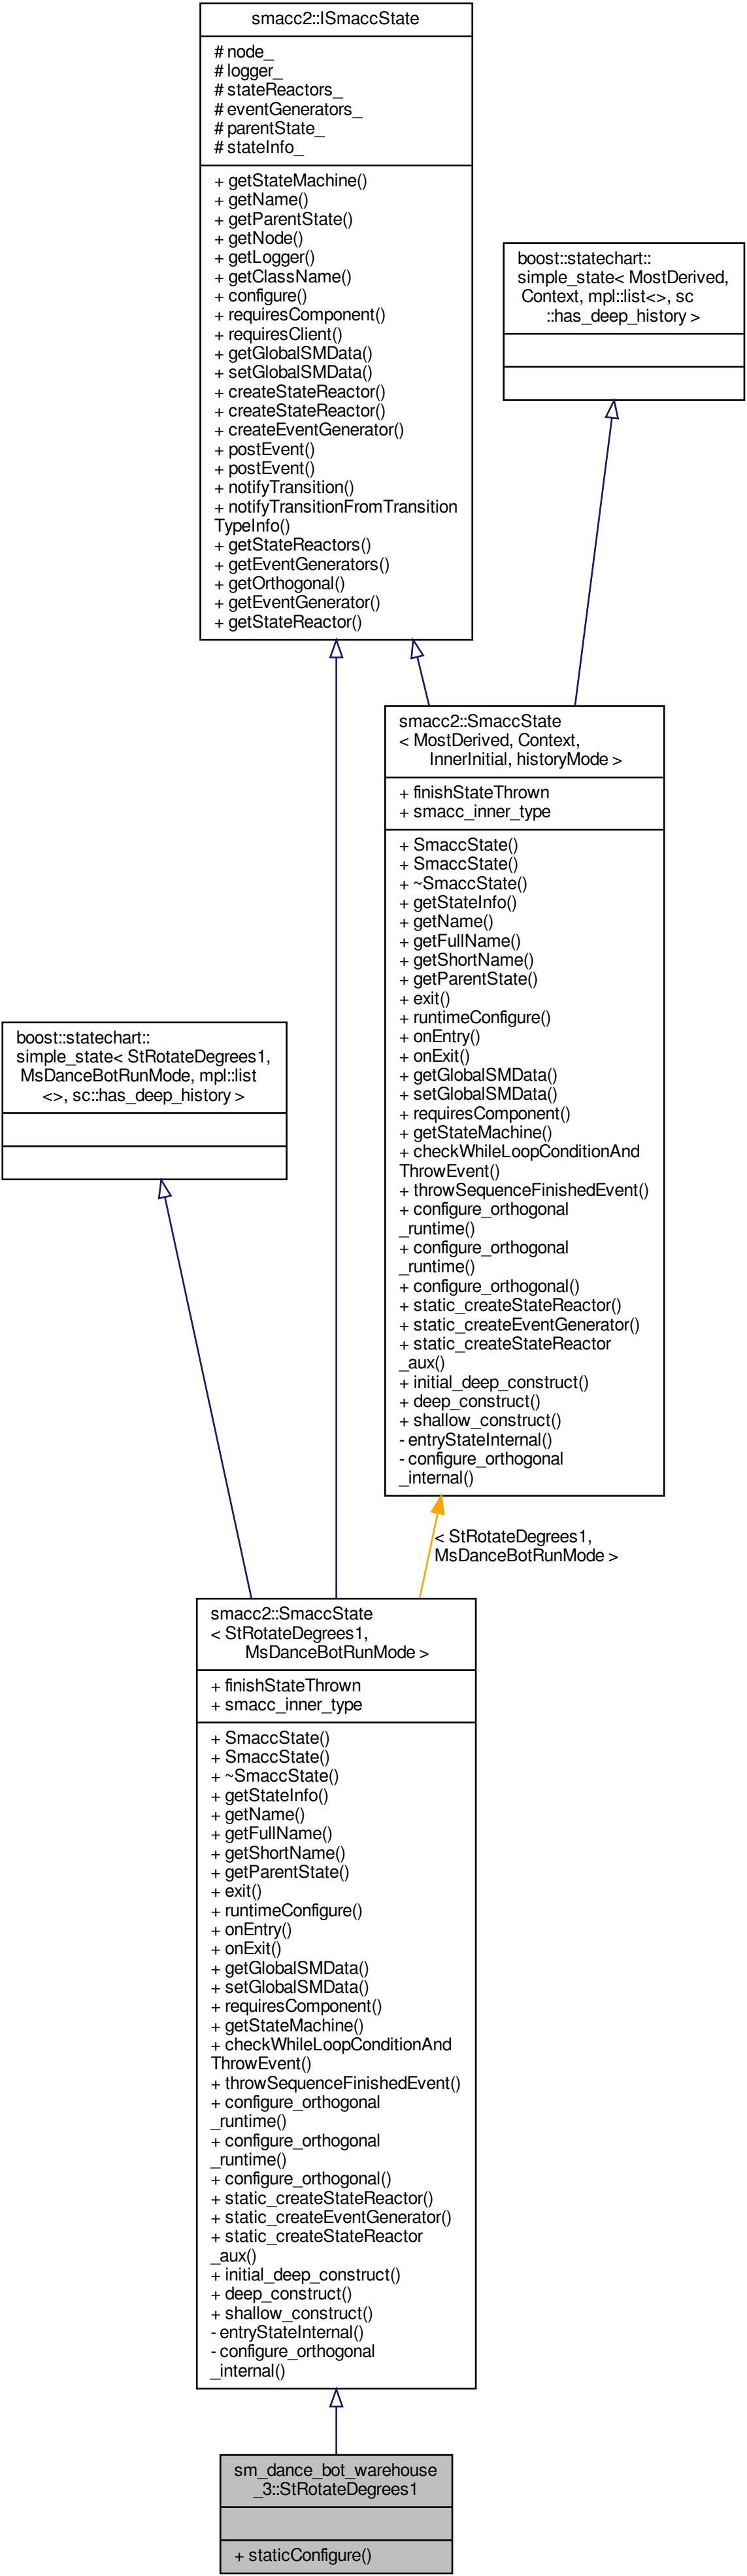 smacc2::ISmaccState
# node_
# logger_
# stateReactors_
# eventGenerators_
# parentState_
# stateInfo_
+ getStateMachine()
+ getName()
+ getParentState()
+ getNode()
+ getLogger()
+ getClassName()
+ configure()
+ requiresComponent()
+ requiresClient()
+ getGlobalSMData()
+ setGlobalSMData()
+ createStateReactor()
+ createStateReactor()
+ createEventGenerator()
+ postEvent()
+ postEvent()
+ notifyTransition()
+ notifyTransitionFromTransition
TypeInfo()
+ getStateReactors()
+ getEventGenerators()
+ getOrthogonal()
+ getEventGenerator()
+ getStateReactor()
boost::statechart::
simple_state< MostDerived,
Context, mpl::list<>, sc
::has_deep_history >
smacc2::SmaccState
< MostDerived, Context,
InnerInitial, historyMode >
+ finishStateThrown
+ smacc_inner_type
+ SmaccState()
+ SmaccState()
+ ~SmaccState()
+ getStateInfo()
+ getName()
+ getFullName()
+ getShortName()
+ getParentState()
+ exit()
+ runtimeConfigure()
+ onEntry()
+ onExit()
+ getGlobalSMData()
+ setGlobalSMData()
+ requiresComponent()
+ getStateMachine()
+ checkWhileLoopConditionAnd
ThrowEvent()
+ throwSequenceFinishedEvent()
+ configure_orthogonal
_runtime()
+ configure_orthogonal
_runtime()
+ configure_orthogonal()
+ static_createStateReactor()
+ static_createEventGenerator()
+ static_createStateReactor
_aux()
+ initial_deep_construct()
+ deep_construct()
+ shallow_construct()
- entryStateInternal()
- configure_orthogonal
_internal()
boost::statechart::
simple_state< StRotateDegrees1,
MsDanceBotRunMode, mpl::list
<>, sc::has_deep_history >
< StRotateDegrees1,
MsDanceBotRunMode >
smacc2::SmaccState
< StRotateDegrees1,
MsDanceBotRunMode >
+ finishStateThrown
+ smacc_inner_type
+ SmaccState()
+ SmaccState()
+ ~SmaccState()
+ getStateInfo()
+ getName()
+ getFullName()
+ getShortName()
+ getParentState()
+ exit()
+ runtimeConfigure()
+ onEntry()
+ onExit()
+ getGlobalSMData()
+ setGlobalSMData()
+ requiresComponent()
+ getStateMachine()
+ checkWhileLoopConditionAnd
ThrowEvent()
+ throwSequenceFinishedEvent()
+ configure_orthogonal
_runtime()
+ configure_orthogonal
_runtime()
+ configure_orthogonal()
+ static_createStateReactor()
+ static_createEventGenerator()
+ static_createStateReactor
_aux()
+ initial_deep_construct()
+ deep_construct()
+ shallow_construct()
- entryStateInternal()
- configure_orthogonal
_internal()
sm_dance_bot_warehouse
_3::StRotateDegrees1
+ staticConfigure()